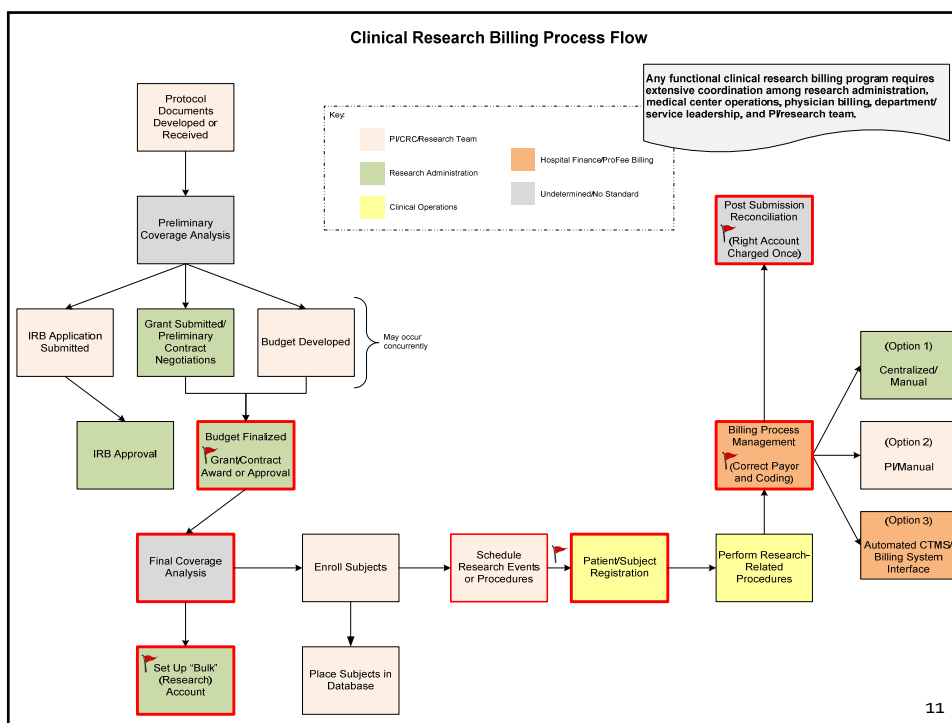 Clinical Research Billing Process Flow
Any functional clinical research billing program requires
extensive coordination among research administration,
medical center operations, physician billing, department/
service leadership, and PI/research team.
Protocol
Documents
Developed or
Received
Key:
PI/CRC/Research Team
Research Administration
Clinical Operations
Hospital Finance/ProFee Billing
Undetermined/No Standard
Preliminary
Coverage Analysis
Post Submission
Reconciliation
(Right Account
Charged Once)
IRB Application
Submitted
Grant Submitted/
Preliminary
Contract
Negotiations
Budget Developed
May occur
concurrently
(Option 1)
Centralized/
Manual
IRB Approval
Budget Finalized
Grant/Contract
Award or Approval
Billing Process
Management
(Correct Payor
and Coding)
(Option 2)
PI/Manual
(Option 3)
Automated CTMS/
Billing System
Interface
Final Coverage
Analysis
Enroll Subjects
Schedule
Research Events
or Procedures
Patient/Subject
Registration
Perform Research-
Related
Procedures
Set Up “Bulk”
(Research)
Account
Place Subjects in
Database
11